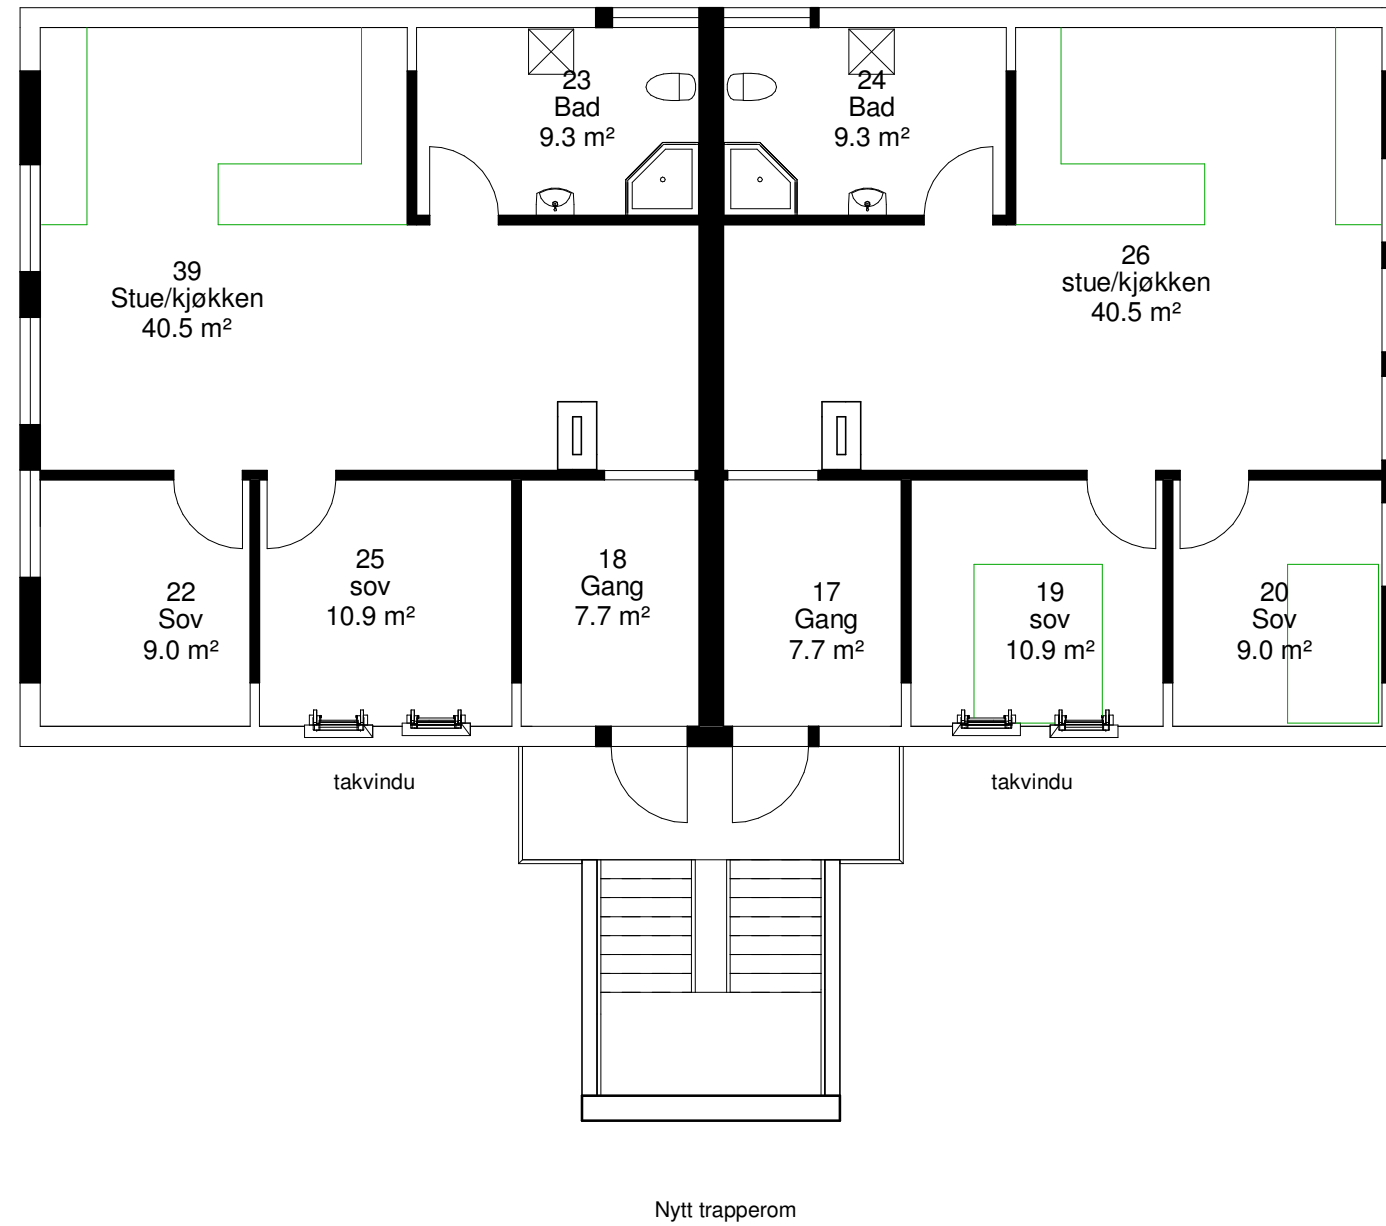 23
Bad
9.3 m²
24
Bad
9.3 m²
39
Stue/kjøkken
40.5 m²
26
stue/kjøkken
40.5 m²
22
Sov
9.0 m²
25
sov
10.9 m²
18
Gang
7.7 m²
17
Gang
7.7 m²
19
sov
10.9 m²
20
Sov
9.0 m²
takvindu
takvindu
Nytt trapperom